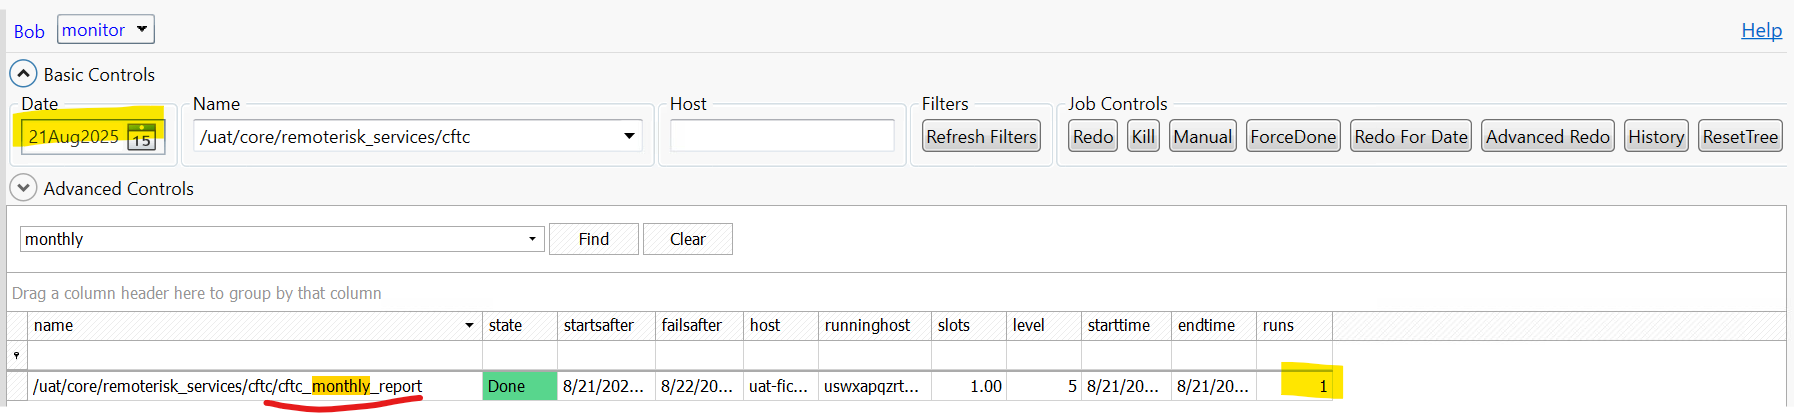 Bob monitor Help
Basic Controls
Date Name Host Filters Job Controls
21Aug2025 15 /uat/core/remoterisk_services/cftc Refresh Filters Redo Kill Manual ForceDone Redo For Date Advanced Redo History ResetTree
Advanced Controls
monthly Find Clear
Drag a column header here to group by that column
name state startsafter failsafter host runninghost slots level starttime endtime runs
/uat/core/remoterisk_services/cftc/cftc_monthly_report Done 8/21/202... 8/22/20... uat-fic... uswxapqzrt... 1.00 5 8/21/20... 8/21/20... 1